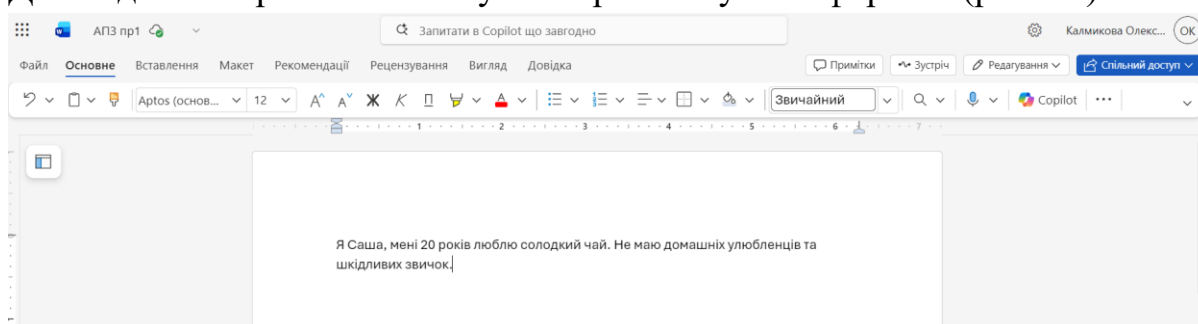 АПЗ пр1
Запитати в Copilot що завгодно
Калмикова Олекс... ОК
Файл Основне Вставлення Макет Рекомендації Рецензування Вигляд Довідка
Примітки Зустріч Редагування Спільний доступ
Aptos (основ... 12 Ж К П Звичайний Copilot
1 2 3 4 5 6 7
Я Саша, мені 20 років люблю солодкий чай. Не маю домашніх улюбленців та
шкідливих звичок.